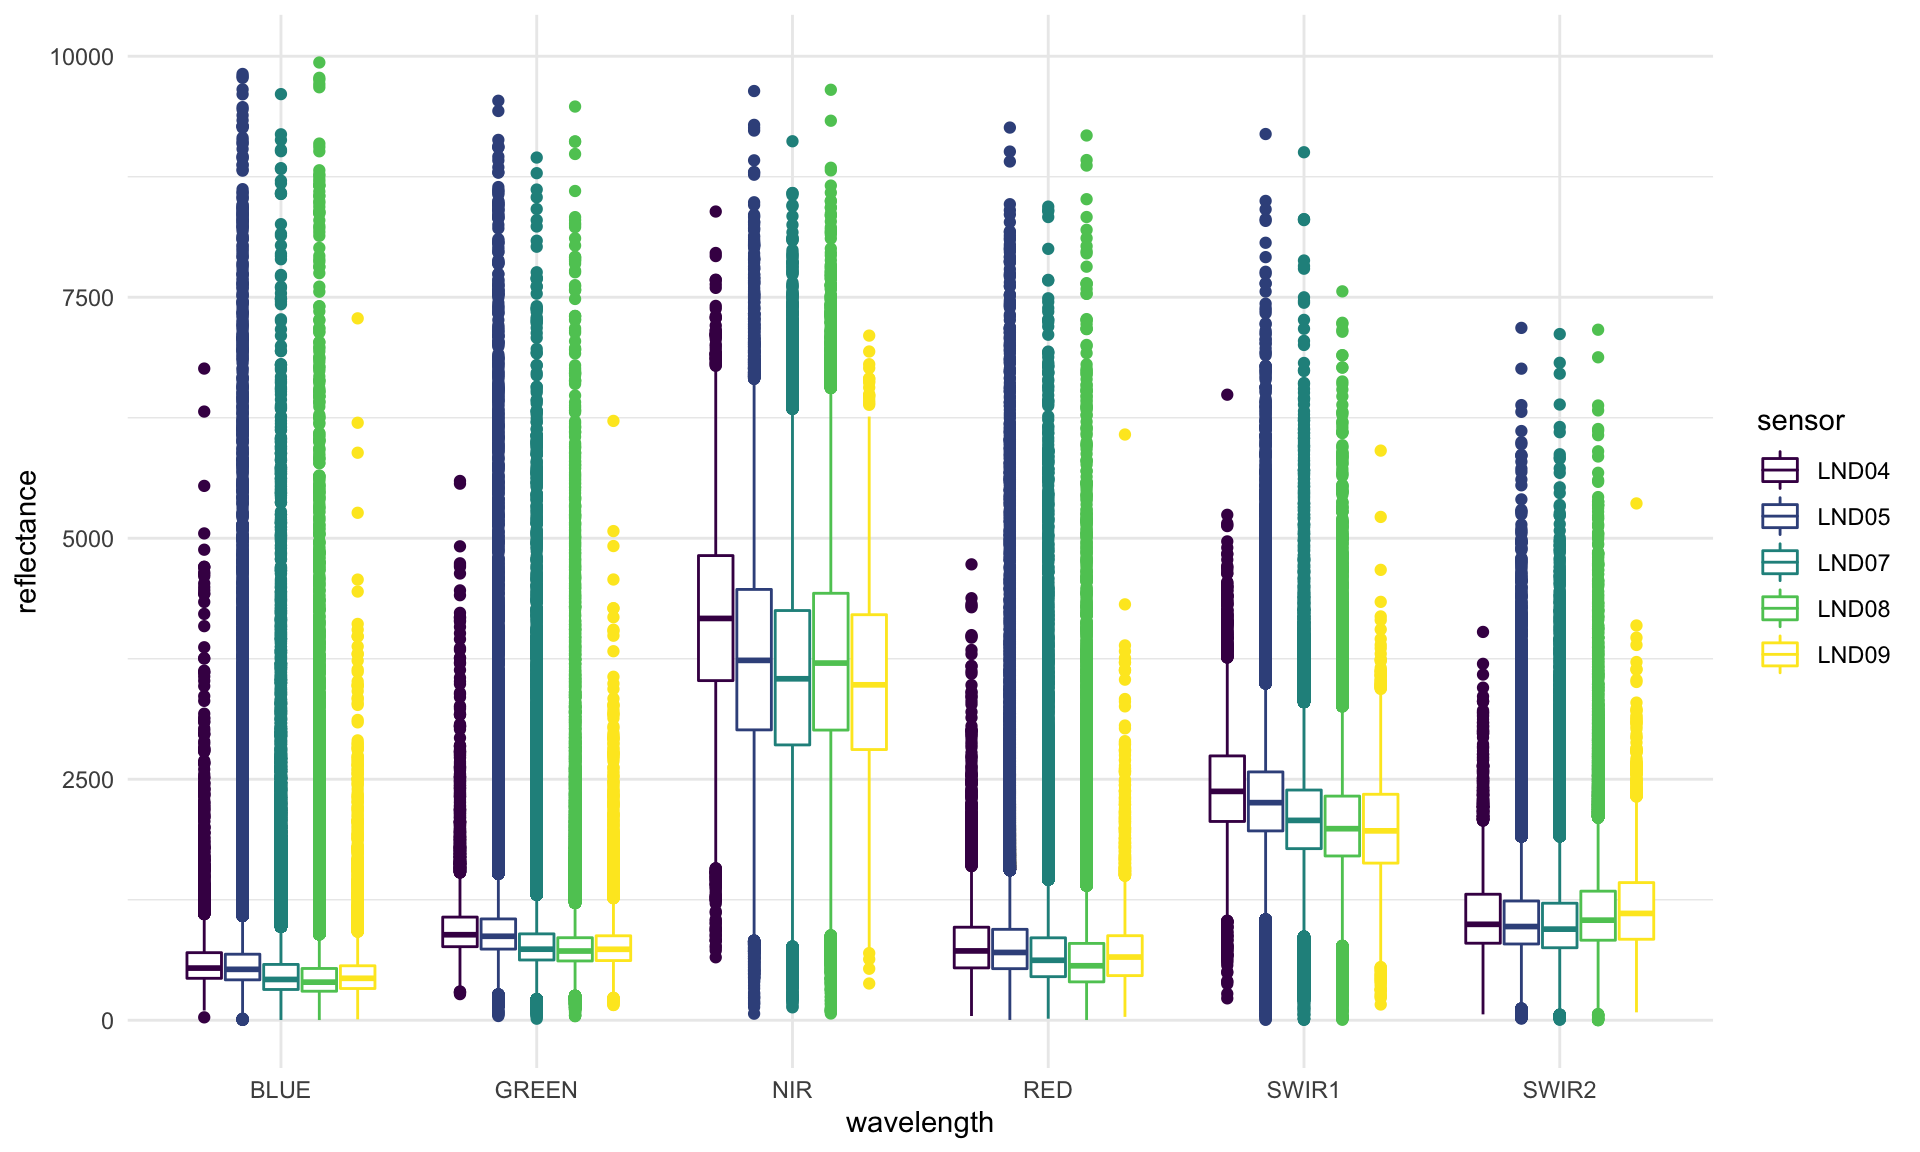 10000
7500
5000
2500
0
reflectance
BLUE
GREEN
NIR
RED
SWIR1
SWIR2
wavelength
sensor
LND04
LND05
LND07
LND08
LND09